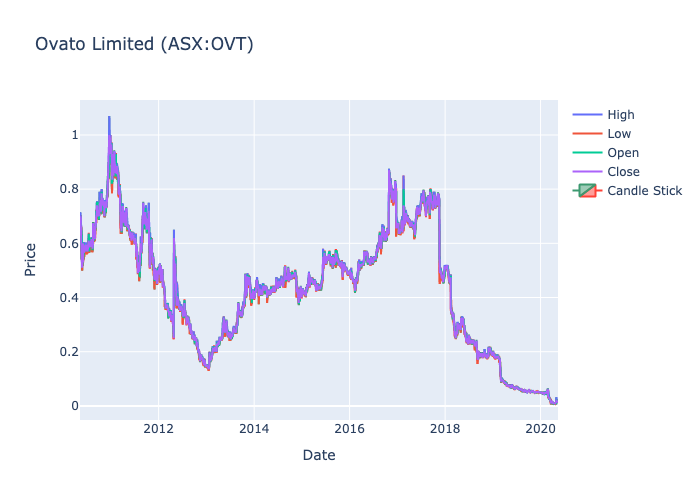 Ovato Limited (ASX:OVT)
High
Low
Open
Close
Candle Stick
1
0.8
0.6
0.4
0.2
0
Price
2012 2014 2016 2018 2020
Date